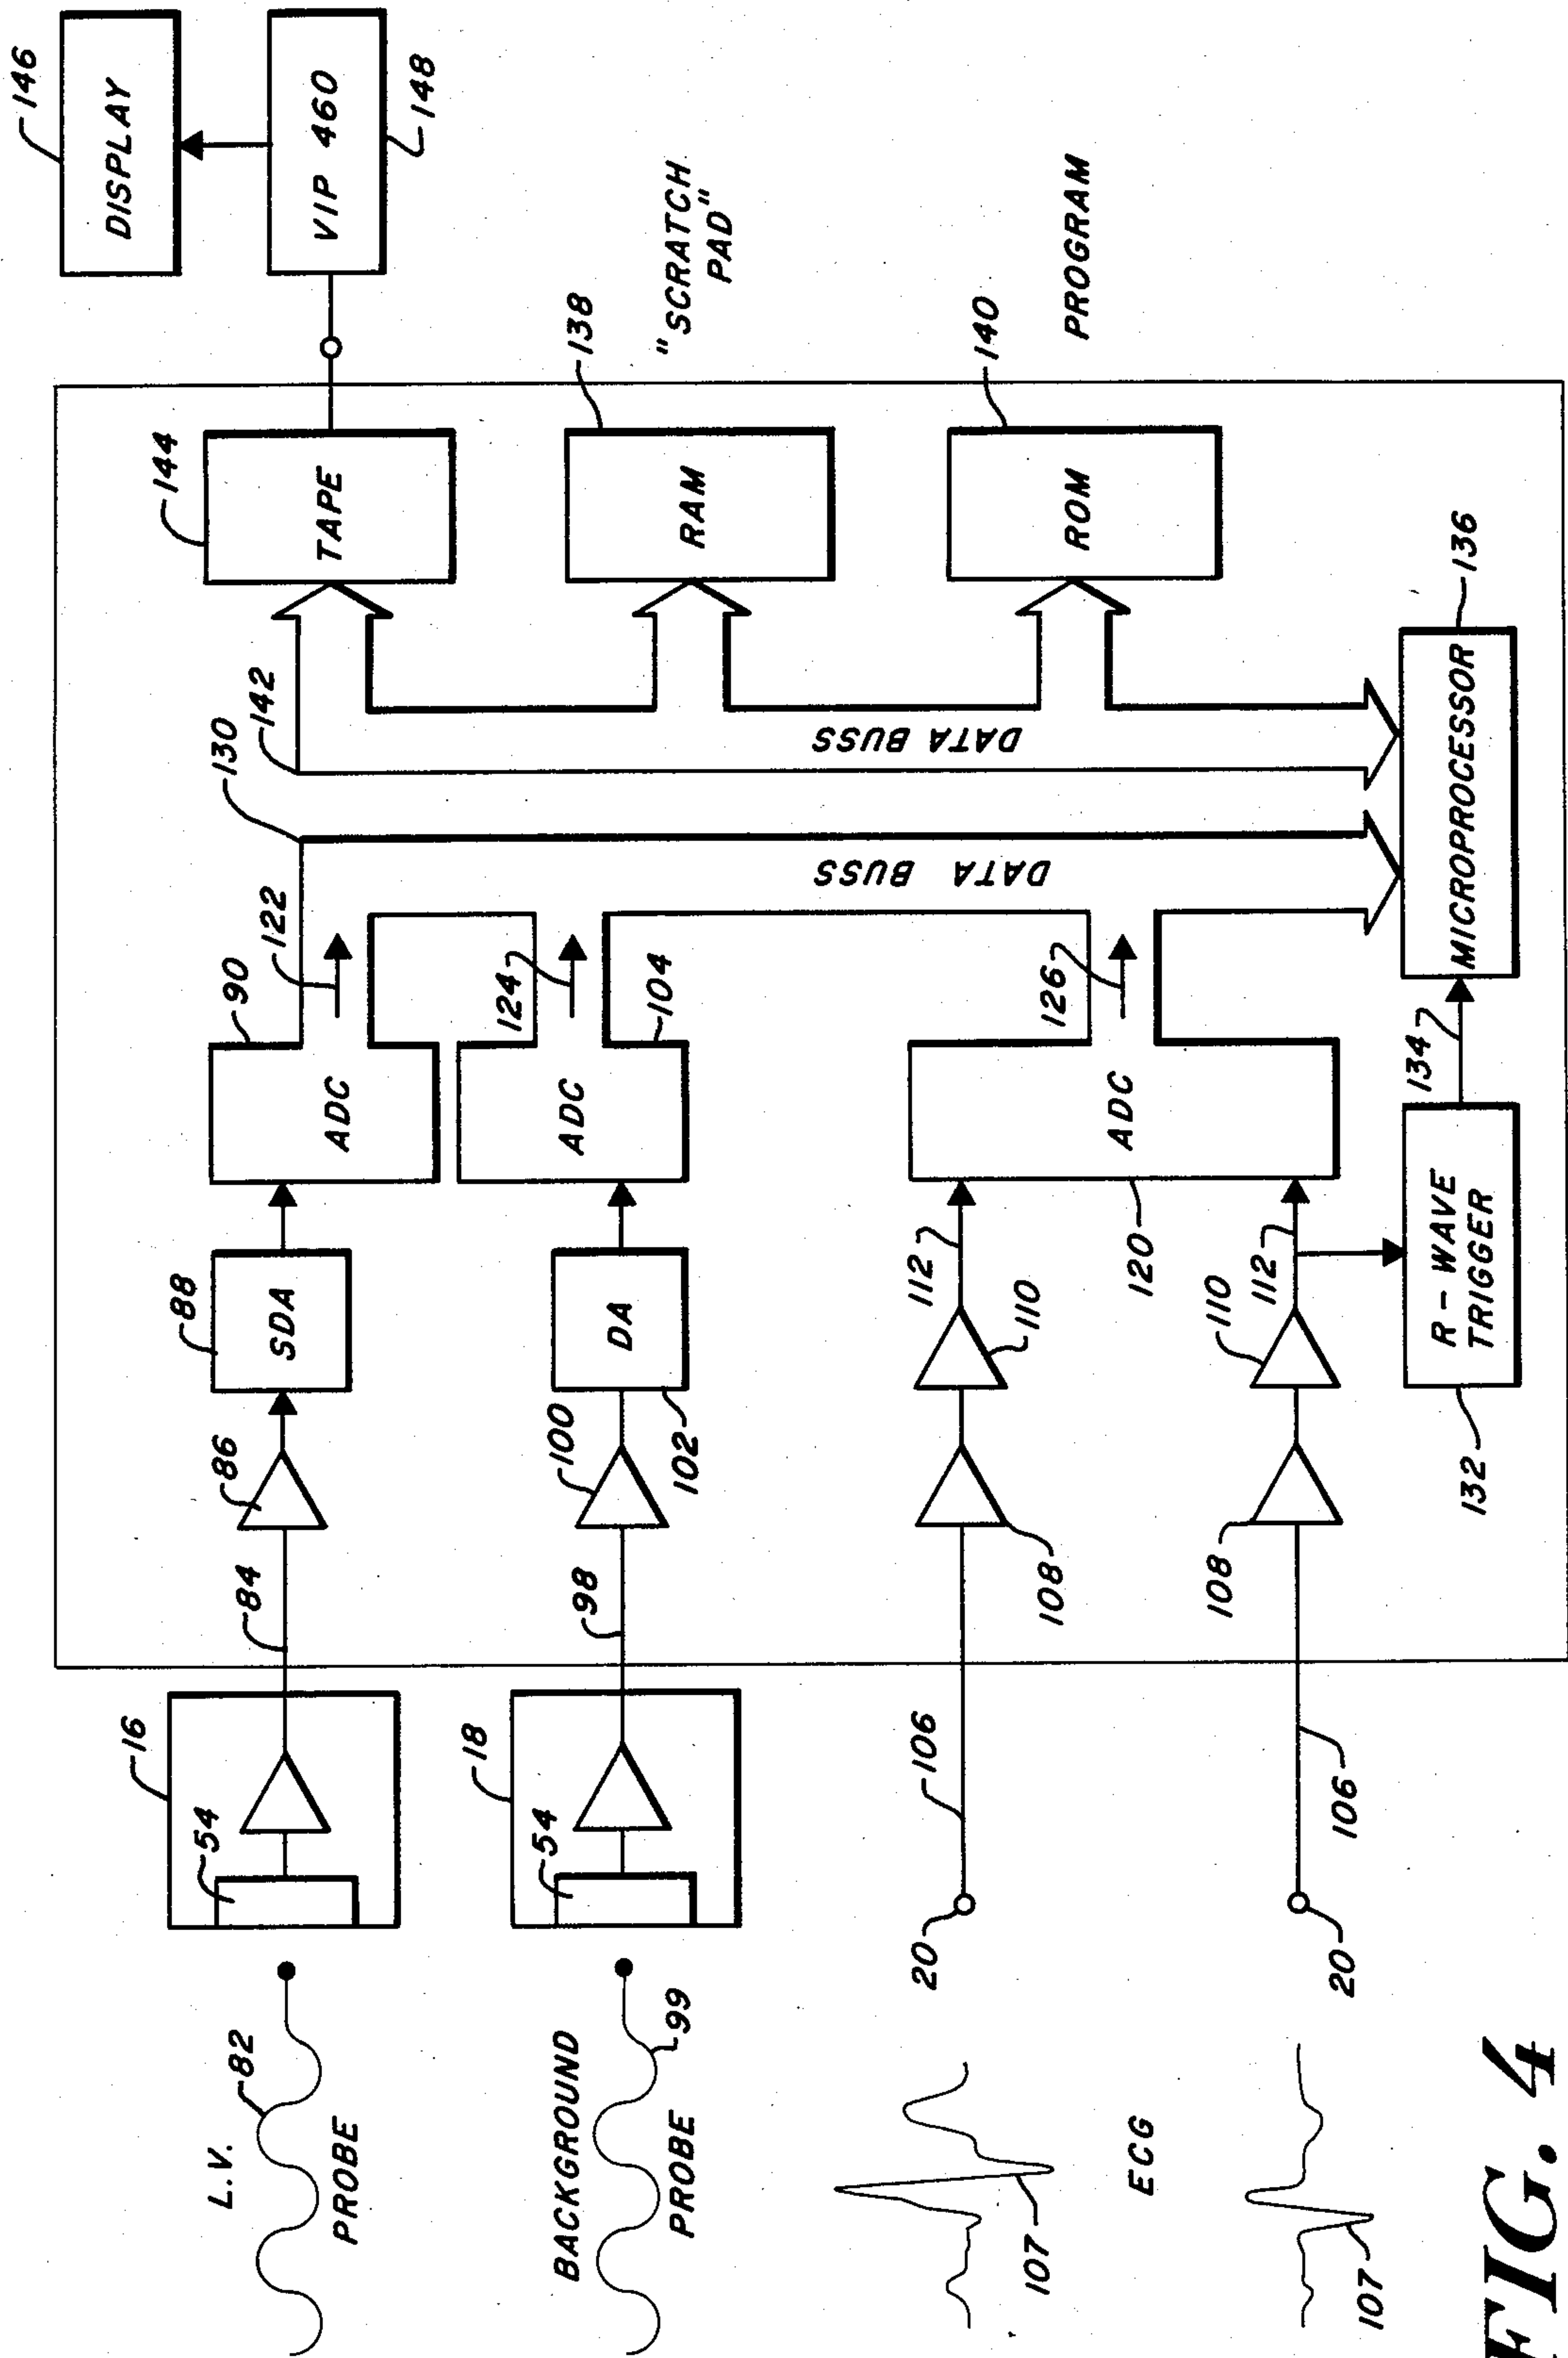 L.V.
82
PROBE
16
54
84
86
88
SDA
90
ADC
122
130
142
144
TAPE
146
DISPLAY
VIP 460
148
BACKGROUND
99
PROBE
18
54
98
100
102
DA
104
ADC
124
DATA BUSS
DATA BUSS
138
RAM
"SCRATCH
PAD"
107
ECG
20
106
108
110
112
120
ADC
126
140
ROM
PROGRAM
107
20
106
108
110
112
132
R-WAVE
TRIGGER
134
MICROPROCESSOR
136
FIG. 4